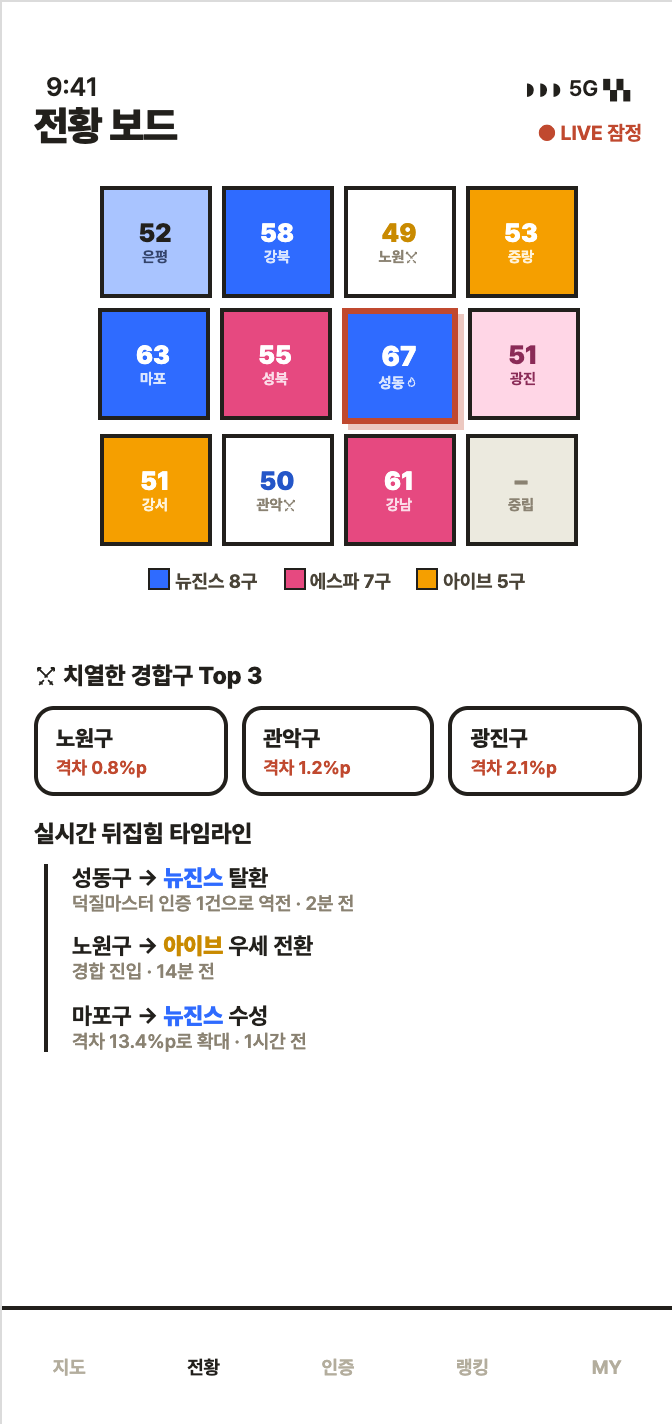 9:41
5G
전황 보드
LIVE 잠정
52
은평
58
강북
49
노원
53
중랑
63
마포
55
성북
67
성동
51
광진
51
강서
50
관악
61
강남
–
중립
뉴진스 8구
에스파 7구
아이브 5구
치열한 경합구 Top 3
노원구
격차 0.8%p
관악구
격차 1.2%p
광진구
격차 2.1%p
실시간 뒤집힘 타임라인
성동구 → 뉴진스 탈환
덕질마스터 인증 1건으로 역전 · 2분 전
노원구 → 아이브 우세 전환
경합 진입 · 14분 전
마포구 → 뉴진스 수성
격차 13.4%p로 확대 · 1시간 전
지도
전황
인증
랭킹
MY